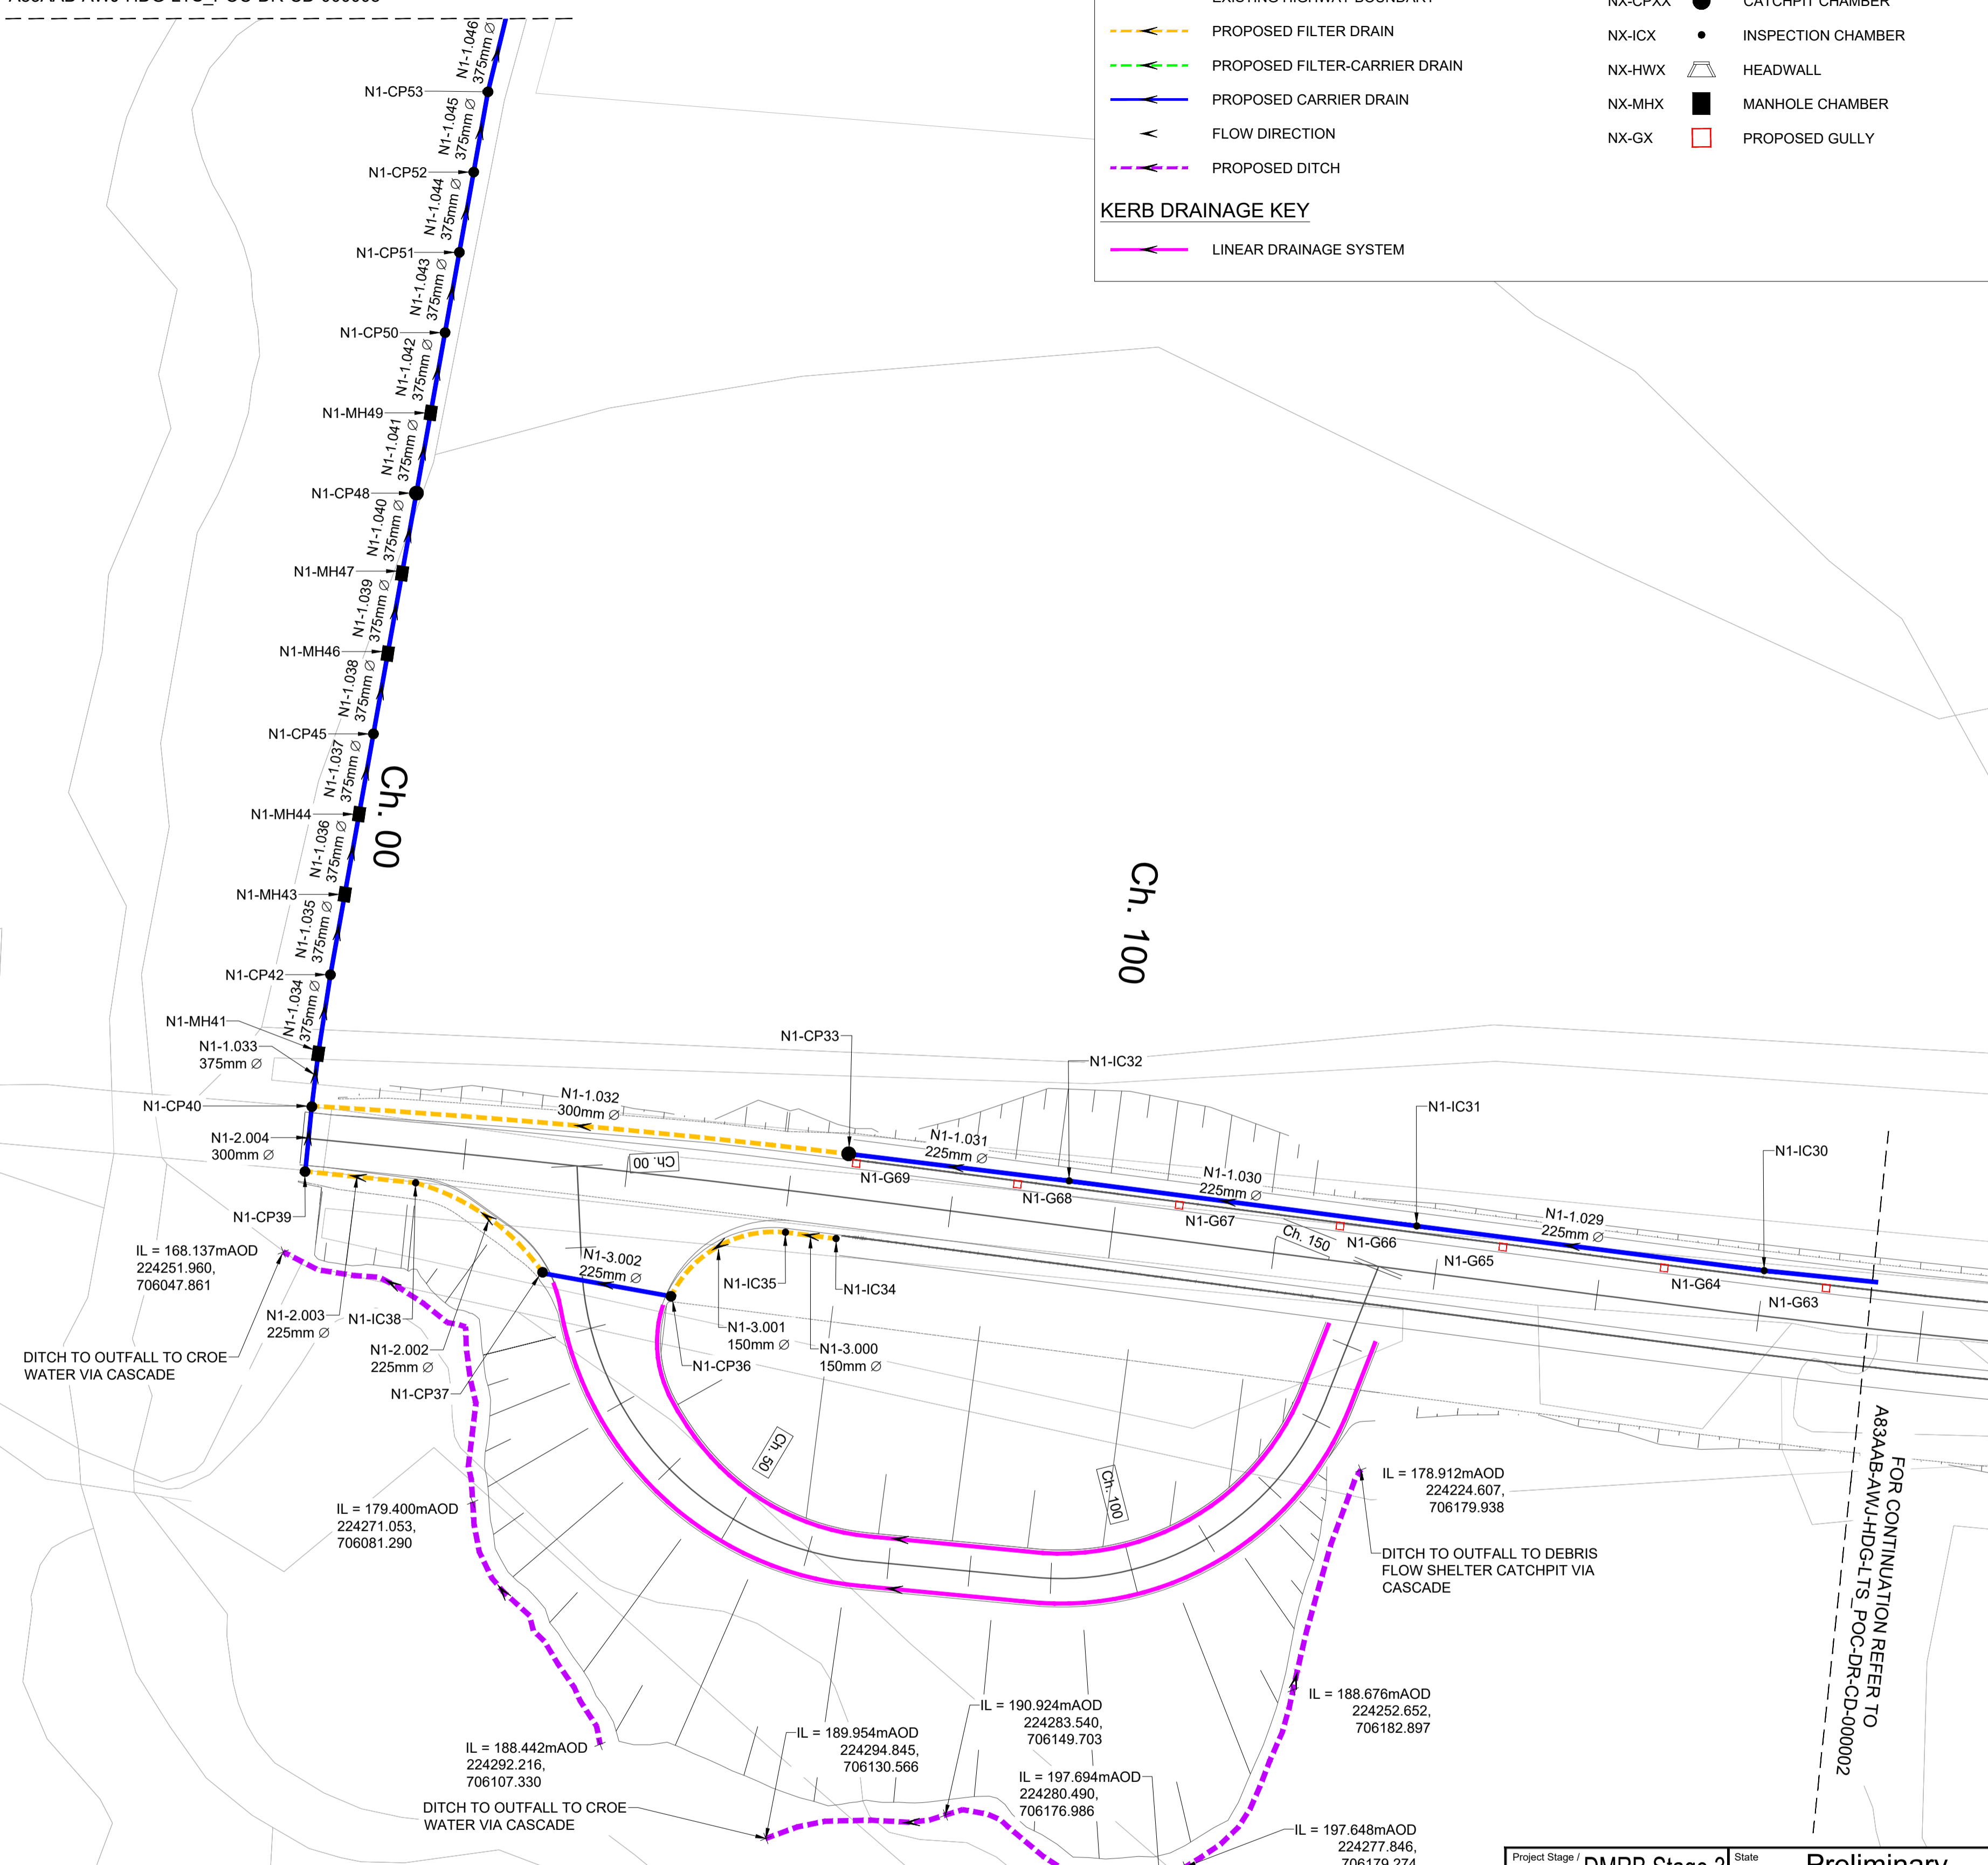 PROPOSED FILTER DRAIN
PROPOSED FILTER-CARRIER DRAIN
PROPOSED CARRIER DRAIN
FLOW DIRECTION
PROPOSED DITCH
KERB DRAINAGE KEY
LINEAR DRAINAGE SYSTEM
NX-CPXX CATCHPIT CHAMBER
NX-ICX INSPECTION CHAMBER
NX-HWX HEADWALL
NX-MHX MANHOLE CHAMBER
NX-GX PROPOSED GULLY
N1-1.046
375mm Ø
N1-CP53
N1-1.045
375mm Ø
N1-CP52
N1-1.044
375mm Ø
N1-CP51
N1-1.043
375mm Ø
N1-CP50
N1-1.042
375mm Ø
N1-MH49
N1-1.041
375mm Ø
N1-CP48
N1-1.040
375mm Ø
N1-MH47
N1-1.039
375mm Ø
N1-MH46
N1-1.038
375mm Ø
N1-CP45
N1-1.037
375mm Ø
Ch. 00
N1-MH44
N1-1.036
375mm Ø
N1-MH43
N1-1.035
375mm Ø
Ch. 100
N1-CP42
N1-1.034
375mm Ø
N1-MH41
N1-1.033
375mm Ø
N1-CP40
N1-2.004
300mm Ø
N1-CP39
N1-1.032
300mm Ø
N1-CP33
N1-IC32
N1-IC31
N1-IC30
N1-1.031
225mm Ø
N1-1.030
225mm Ø
N1-1.029
225mm Ø
Ch. 00
Ch. 150
N1-G69
N1-G68
N1-G67
N1-G66
N1-G65
N1-G64
N1-G63
IL = 168.137mAOD
224251.960,
706047.861
N1-2.003
225mm Ø
N1-IC38
N1-2.002
225mm Ø
N1-CP37
N1-3.002
225mm Ø
N1-IC35
N1-IC34
N1-3.001
150mm Ø
N1-3.000
150mm Ø
N1-CP36
DITCH TO OUTFALL TO CROE
WATER VIA CASCADE
Ch. 50
Ch. 100
IL = 179.400mAOD
224271.053,
706081.290
IL = 178.912mAOD
224224.607,
706179.938
DITCH TO OUTFALL TO DEBRIS
FLOW SHELTER CATCHPIT VIA
CASCADE
FOR CONTINUATION REFER TO
A83AAB-AWJ-HDG-LTS_POC-DR-CD-000002
IL = 188.676mAOD
224252.652,
706182.897
IL = 190.924mAOD
224283.540,
706149.703
IL = 189.954mAOD
224294.845,
706130.566
IL = 188.442mAOD
224292.216,
706107.330
IL = 197.694mAOD
224280.490,
706176.986
DITCH TO OUTFALL TO CROE
WATER VIA CASCADE
IL = 197.648mAOD
224277.846,
706179.274
Project Stage /
State
Preliminary